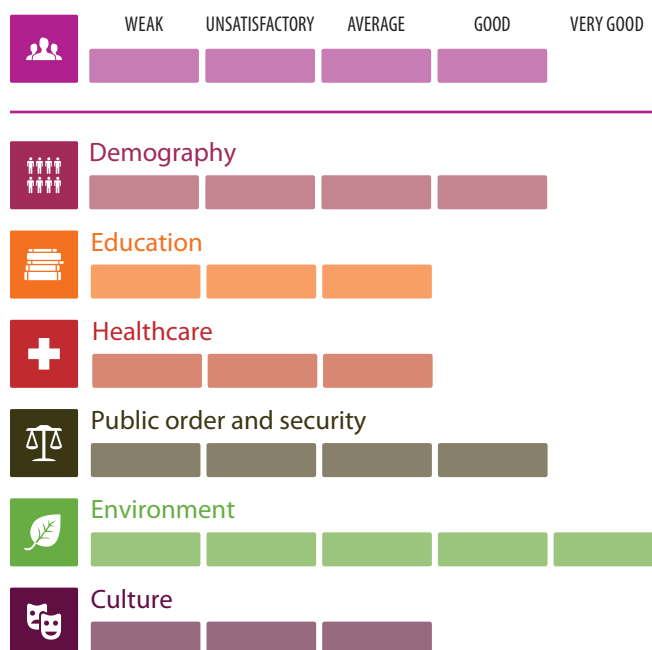 WEAK UNSATISFACTORY AVERAGE GOOD VERY GOOD
Demography
Education
Healthcare
Public order and security
Environment
Culture